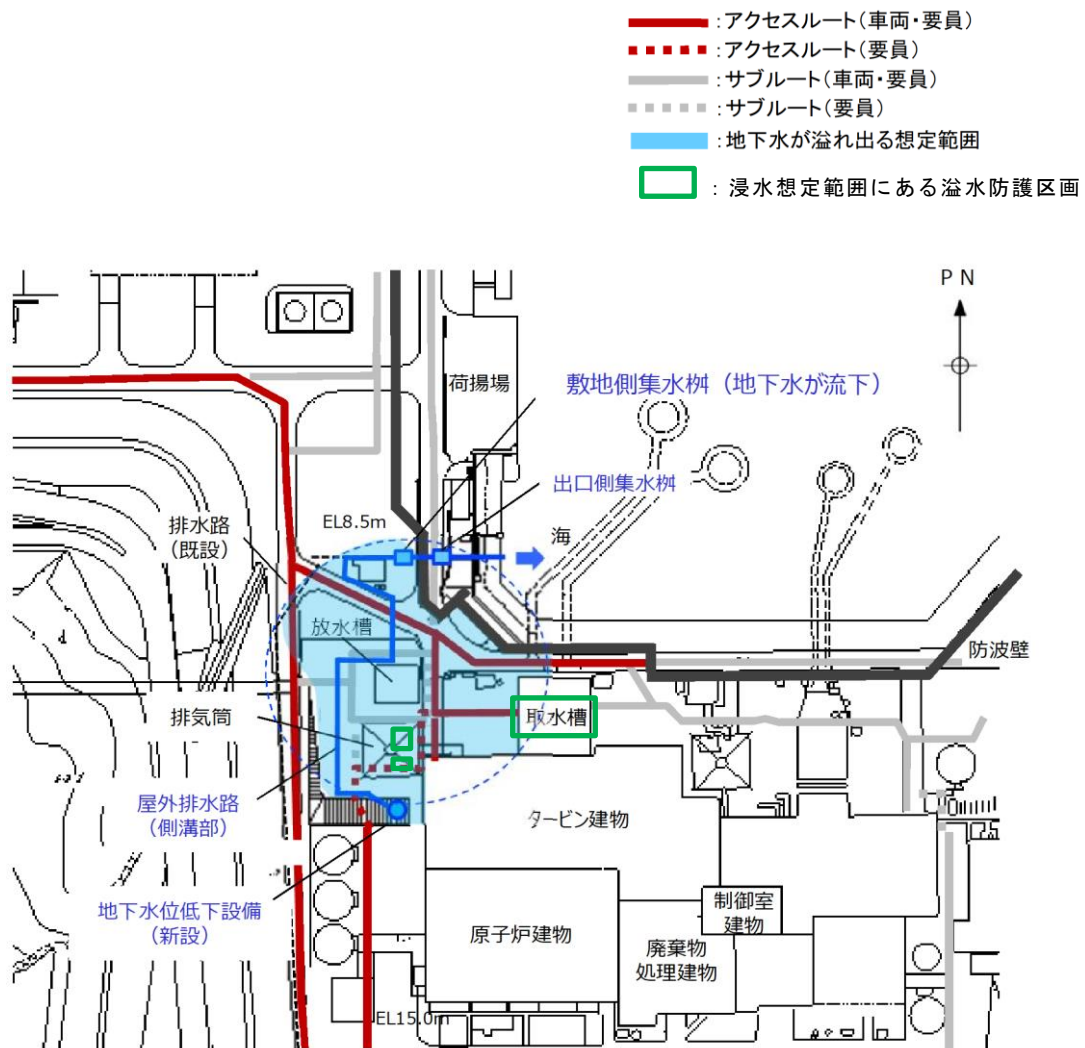 ：アクセスルート（車両・要員）
：アクセスルート（要員）
：サブルート（車両・要員）
：サブルート（要員）
：地下水が溢れ出る想定範囲
：浸水想定範囲にある溢水防護区画
PN
荷揚場
敷地側集水桝（地下水が流下）
出口側集水桝
EL8.5m
海
排水路
（既設）
放水槽
防波壁
排気筒
取水槽
屋外排水路
（側溝部）
タービン建物
地下水位低下設備
（新設）
制御室
建物
原子炉建物
廃棄物
処理建物
EL15.0m